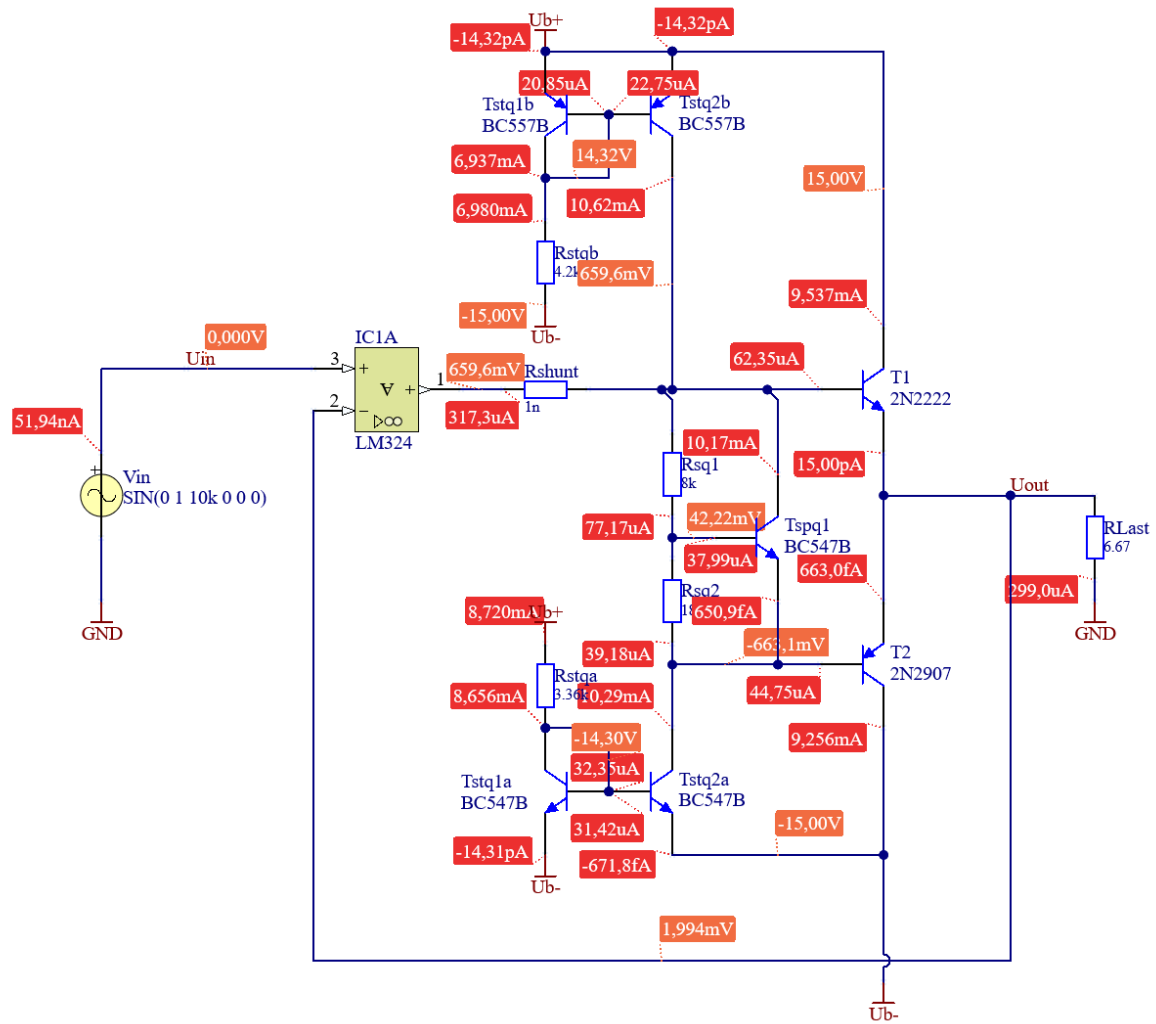 Ub+
-14,32pA
-14,32pA
20,85uA
22,75uA
Tstq1b
BC557B
Tstq2b
BC557B
14,32V
6,937mA
15,00V
6,980mA
10,62mA
Rstqb
659,6mV
9,537mA
-15,00V
Ub-
0,000V
Uin
IC1A
3
+
A
+
1
2
-
▷∞
LM324
659,6mV
Rshunt
1n
317,3uA
62,35uA
T1
2N2222
51,94nA
+
Vin
SIN(0 1 10k 0 0 0)
GND
10,17mA
Rsq1
8k
15,00pA
Uout
42,22mV
77,17uA
Tspq1
BC547B
37,99uA
RLast
6.67
Rsq2
663,0fA
299,0uA
GND
8,720mA
Ub+
650,9fA
39,18uA
-663,1mV
T2
2N2907
Rstqa
3.36k
8,656mA
10,29mA
44,75uA
-14,30V
9,256mA
32,35uA
Tstq1a
BC547B
Tstq2a
BC547B
31,42uA
-15,00V
-14,31pA
-671,8fA
Ub-
1,994mV
Ub-